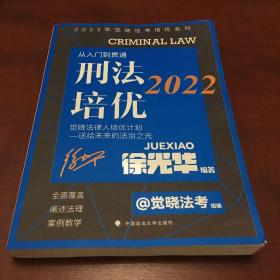 2022年觉晓法考培优系列
CRIMINAL LAW
从入门到贯通
刑法
培优
2022
觉晓法律人培优计划
—送给未来的法治之光
JUEXIAO
徐光华 编著
全面覆盖
阐述法理
案例教学
@觉晓法考 组编
中国政法大学出版社